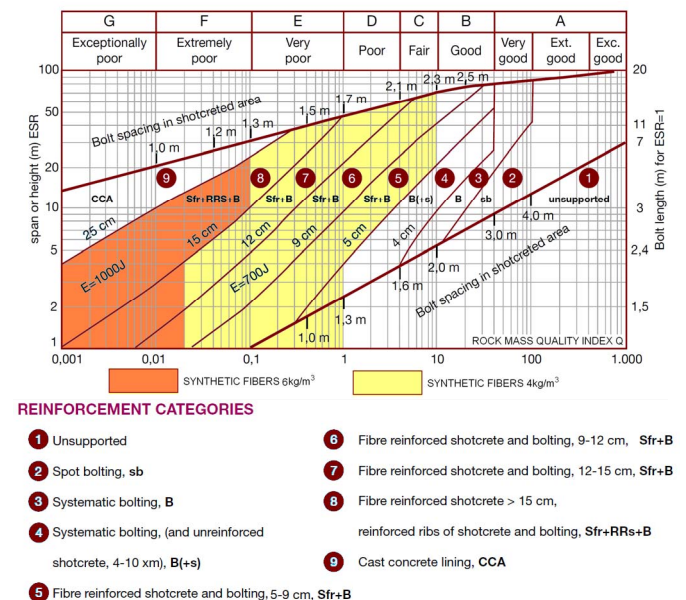 G F E D C B A
Exceptionally poor
Extremely poor
Very poor
Poor
Fair
Good
Very good
Ext. good
Exc. good
100 50 20 10 5 2 1
span or height (m) ESR
20 11 7 3 2,4 1,5
Bolt length (m) for ESR=1
Bolt spacing in shotcreted area
1,0 m 1,2 m 1,3 m 1,5 m 1,7 m 2,1 m 2,3 m 2,5 m
9 8 7 6 5 4 3 2 1
CCA Sfr+RRS+B Sfr+B Sfr+B Sfr+B B(+s) B sb unsupported
25 cm 15 cm 12 cm 9 cm 5 cm 4 cm
E=1000J E=700J
4,0 m
3,0 m
2,0 m
1,6 m
1,3 m
1,0 m
Bolt spacing in shotcreted area
ROCK MASS QUALITY INDEX Q
0,001 0,01 0,1 1 10 100 1.000
SYNTHETIC FIBERS 6kg/m³
SYNTHETIC FIBERS 4kg/m³
REINFORCEMENT CATEGORIES
1 Unsupported
2 Spot bolting, sb
3 Systematic bolting, B
4 Systematic bolting, (and unreinforced
shotcrete, 4-10 xm), B(+s)
5 Fibre reinforced shotcrete and bolting, 5-9 cm, Sfr+B
6 Fibre reinforced shotcrete and bolting, 9-12 cm, Sfr+B
7 Fibre reinforced shotcrete and bolting, 12-15 cm, Sfr+B
8 Fibre reinforced shotcrete > 15 cm,
reinforced ribs of shotcrete and bolting, Sfr+RRs+B
9 Cast concrete lining, CCA